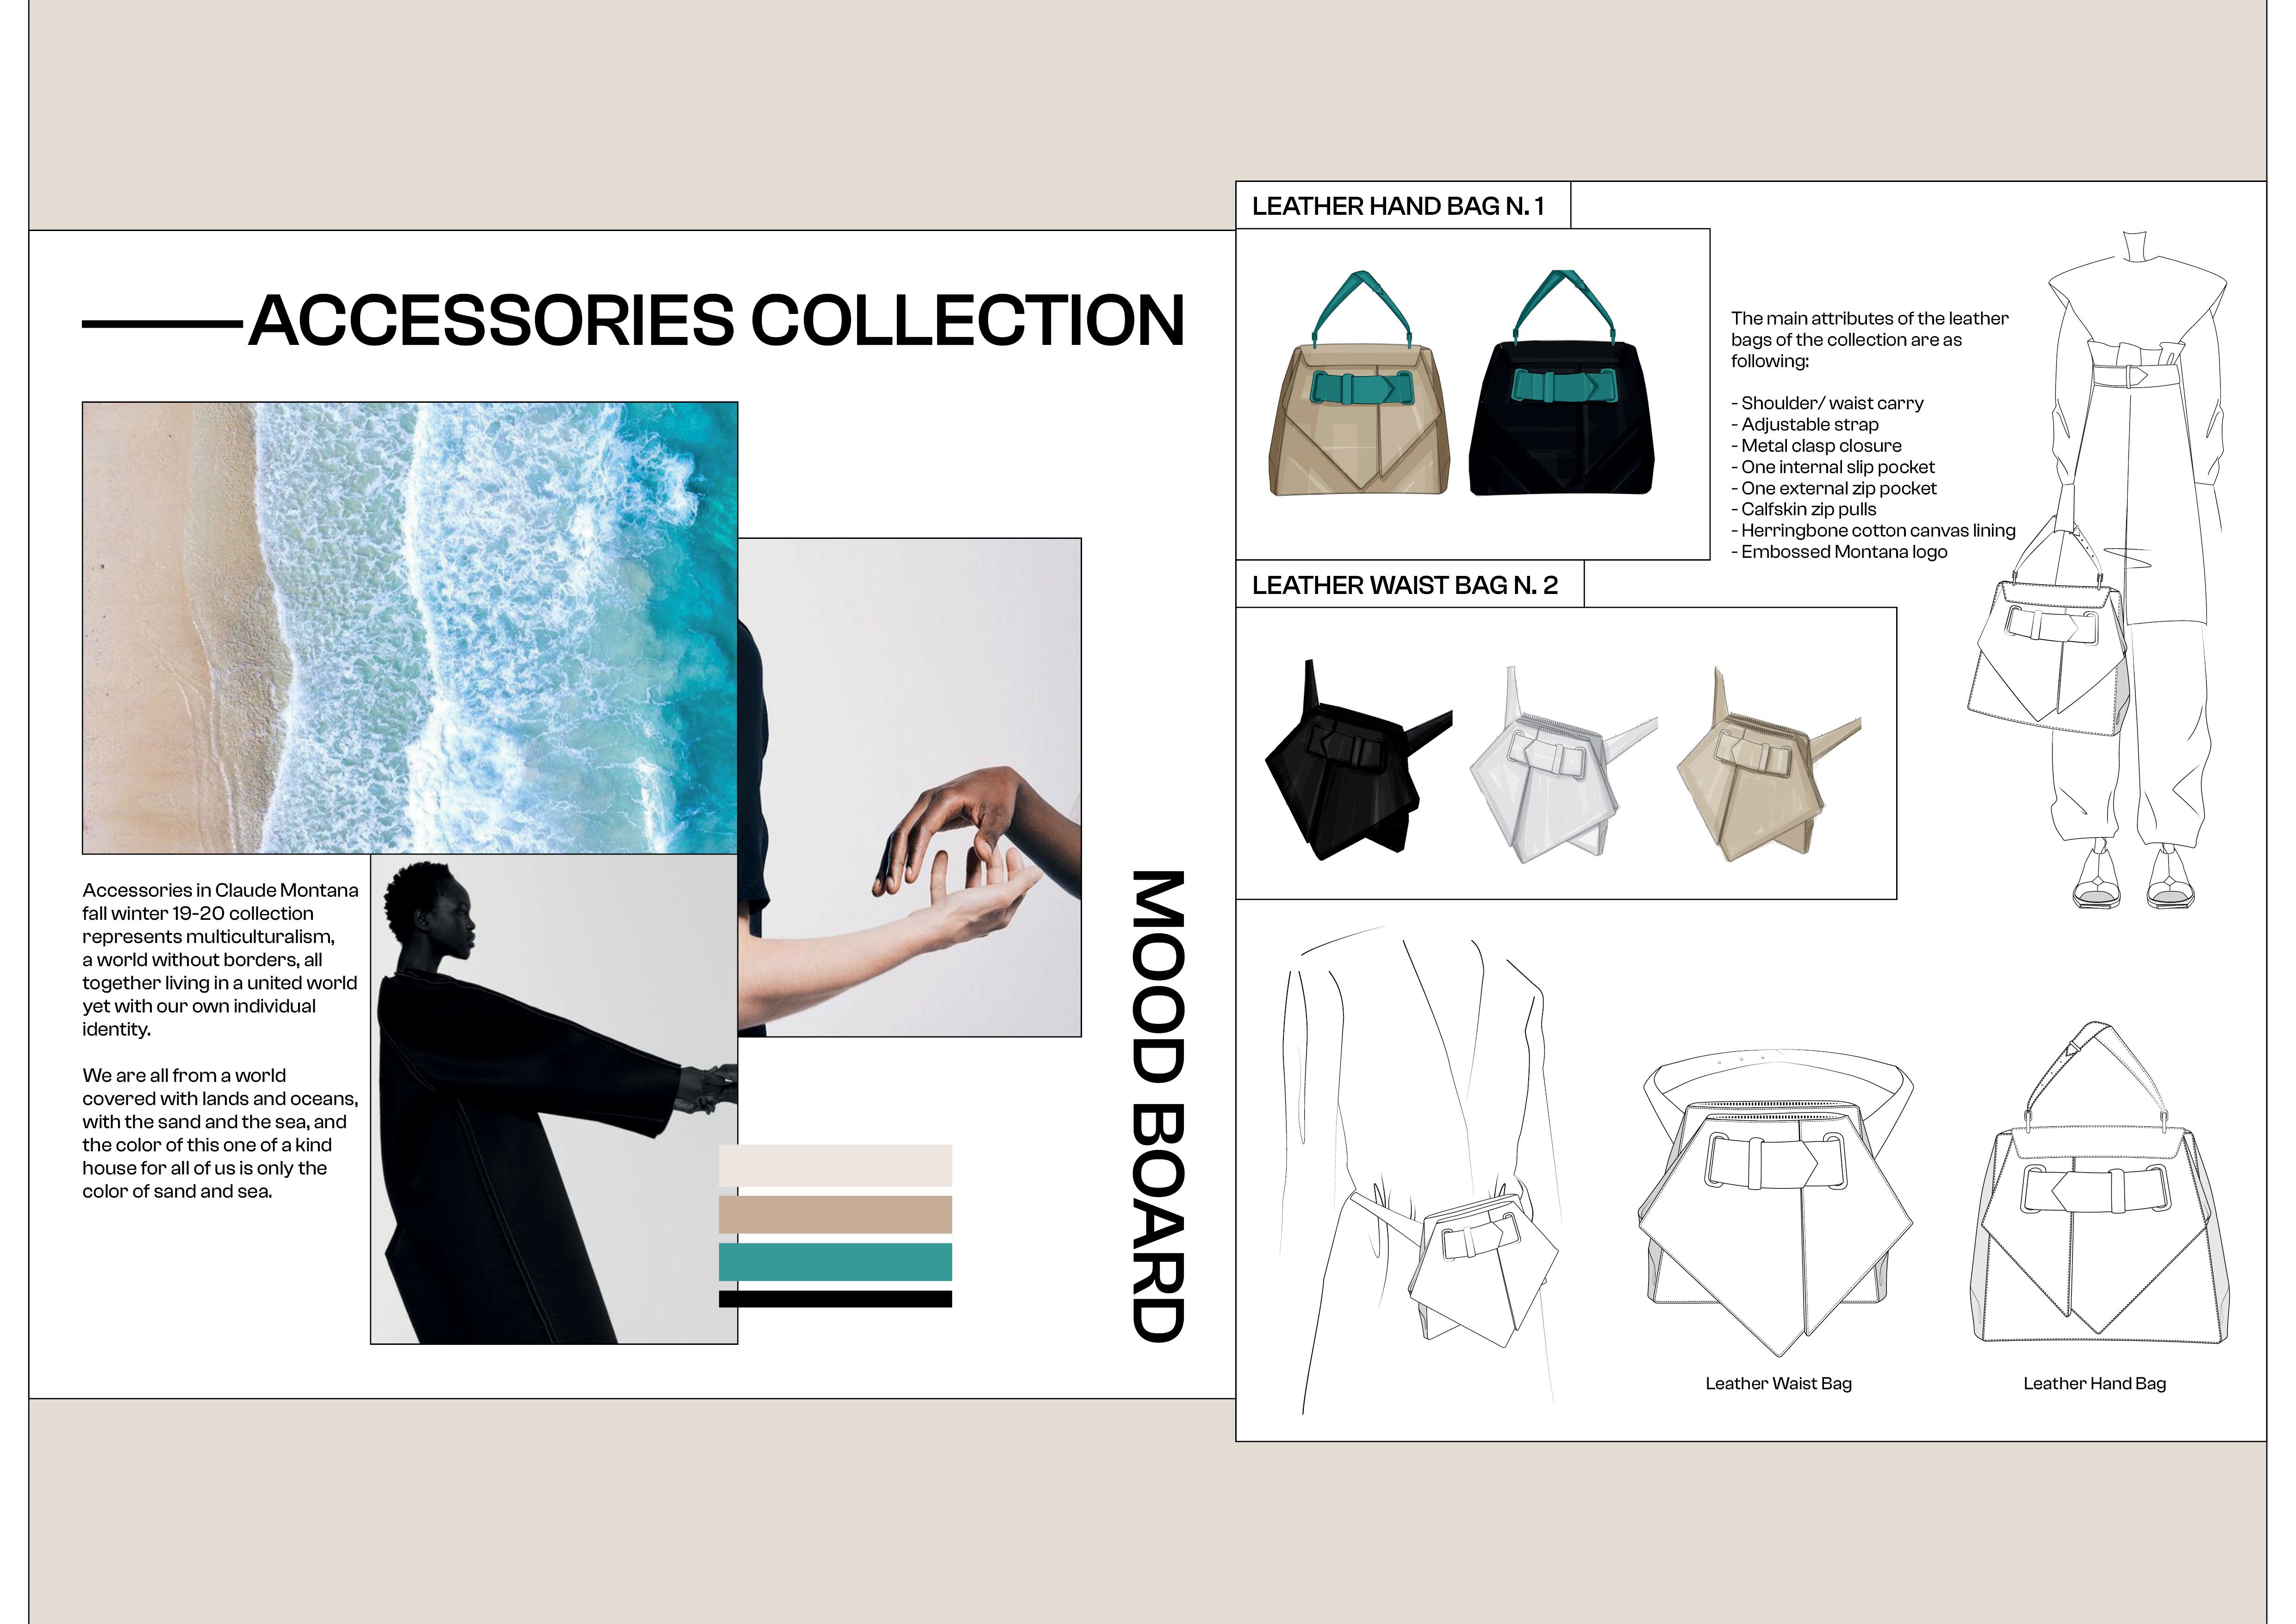 ACCESSORIES COLLECTION
Accessories in Claude Montana
fall winter 19-20 collection
represents multiculturalism,
a world without borders, all
together living in a united world
yet with our own individual
identity.
We are all from a world
covered with lands and oceans,
with the sand and the sea, and
the color of this one of a kind
house for all of us is only the
color of sand and sea.
MOOD BOARD
LEATHER HAND BAG N. 1
The main attributes of the leather
bags of the collection are as
following:
- Shoulder/ waist carry
- Adjustable strap
- Metal clasp closure
- One internal slip pocket
- One external zip pocket
- Calfskin zip pulls
- Herringbone cotton canvas lining
- Embossed Montana logo
LEATHER WAIST BAG N. 2
Leather Waist Bag
Leather Hand Bag